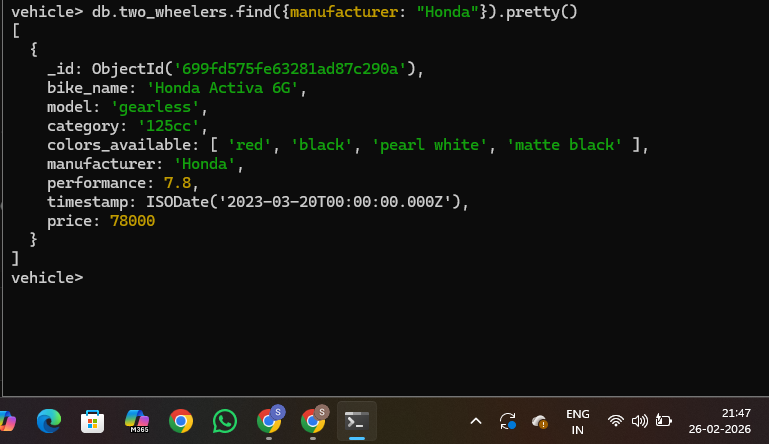 vehicle> db.two_wheelers.find({manufacturer: "Honda"}).pretty()
[
  {
    _id: ObjectId('699fd575fe63281ad87c290a'),
    bike_name: 'Honda Activa 6G',
    model: 'gearless',
    category: '125cc',
    colors_available: [ 'red', 'black', 'pearl white', 'matte black' ],
    manufacturer: 'Honda',
    performance: 7.8,
    timestamp: ISODate('2023-03-20T00:00:00.000Z'),
    price: 78000
  }
]
vehicle>
M365
S
S
ENG
IN
21:47
26-02-2026